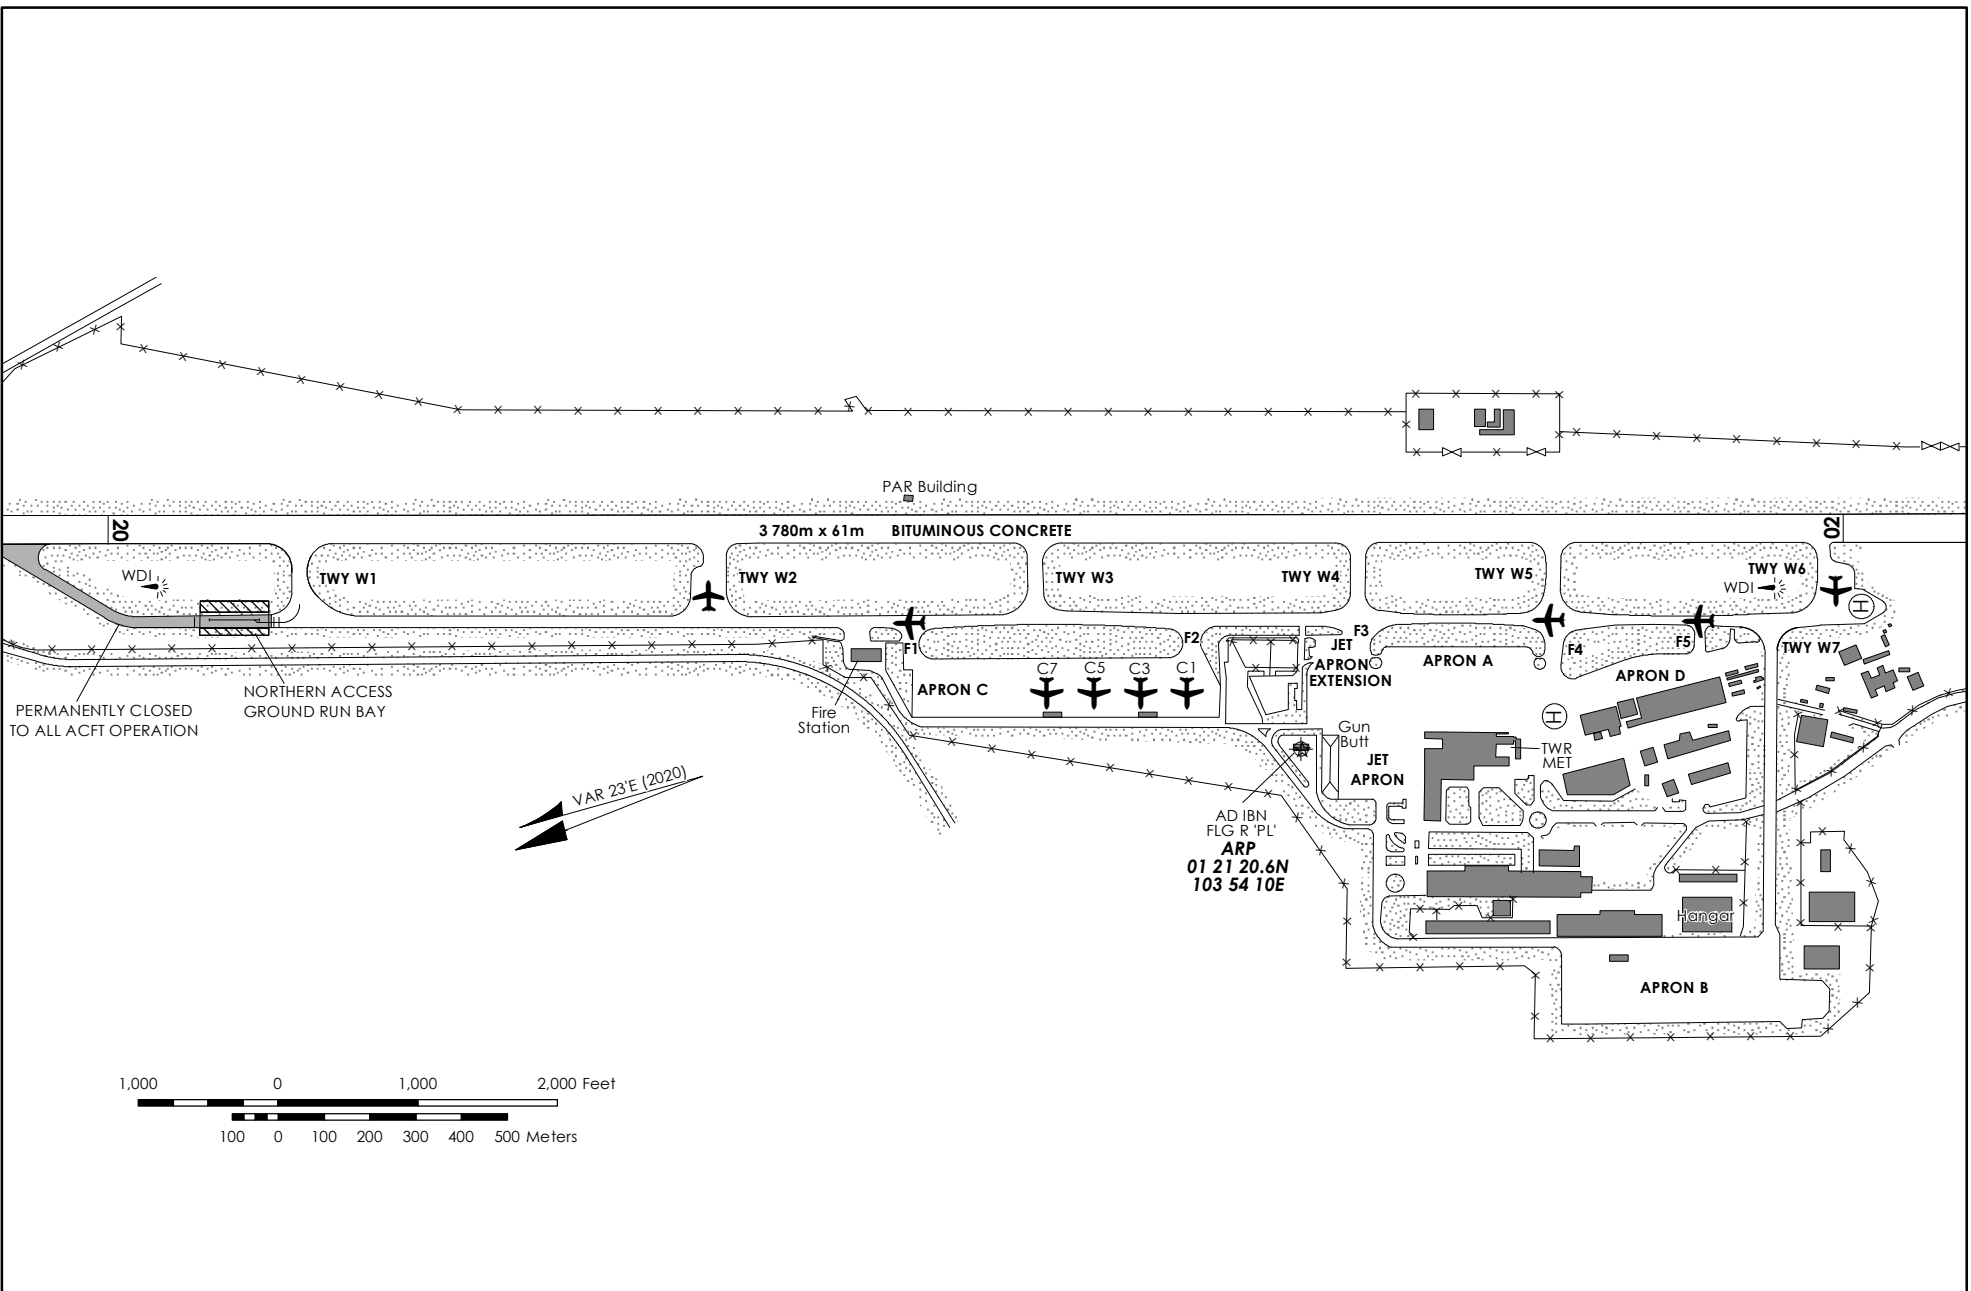 PAR Building
20
3 780m x 61m BITUMINOUS CONCRETE
02
WDI
TWY W1
TWY W2
TWY W3
TWY W4
TWY W5
TWY W6
WDI
H
F1
F2
F3
JET
APRON
EXTENSION
APRON A
F4
F5
TWY W7
APRON D
C7
C5
C3
C1
APRON C
NORTHERN ACCESS
GROUND RUN BAY
PERMANENTLY CLOSED
TO ALL ACFT OPERATION
Fire
Station
H
Gun
Butt
TWR
MET
JET
APRON
VAR 23'E (2020)
AD IBN
FLG R 'PL'
ARP
01 21 20.6N
103 54 10E
Hangar
APRON B
1,000 0 1,000 2,000 Feet
100 0 100 200 300 400 500 Meters